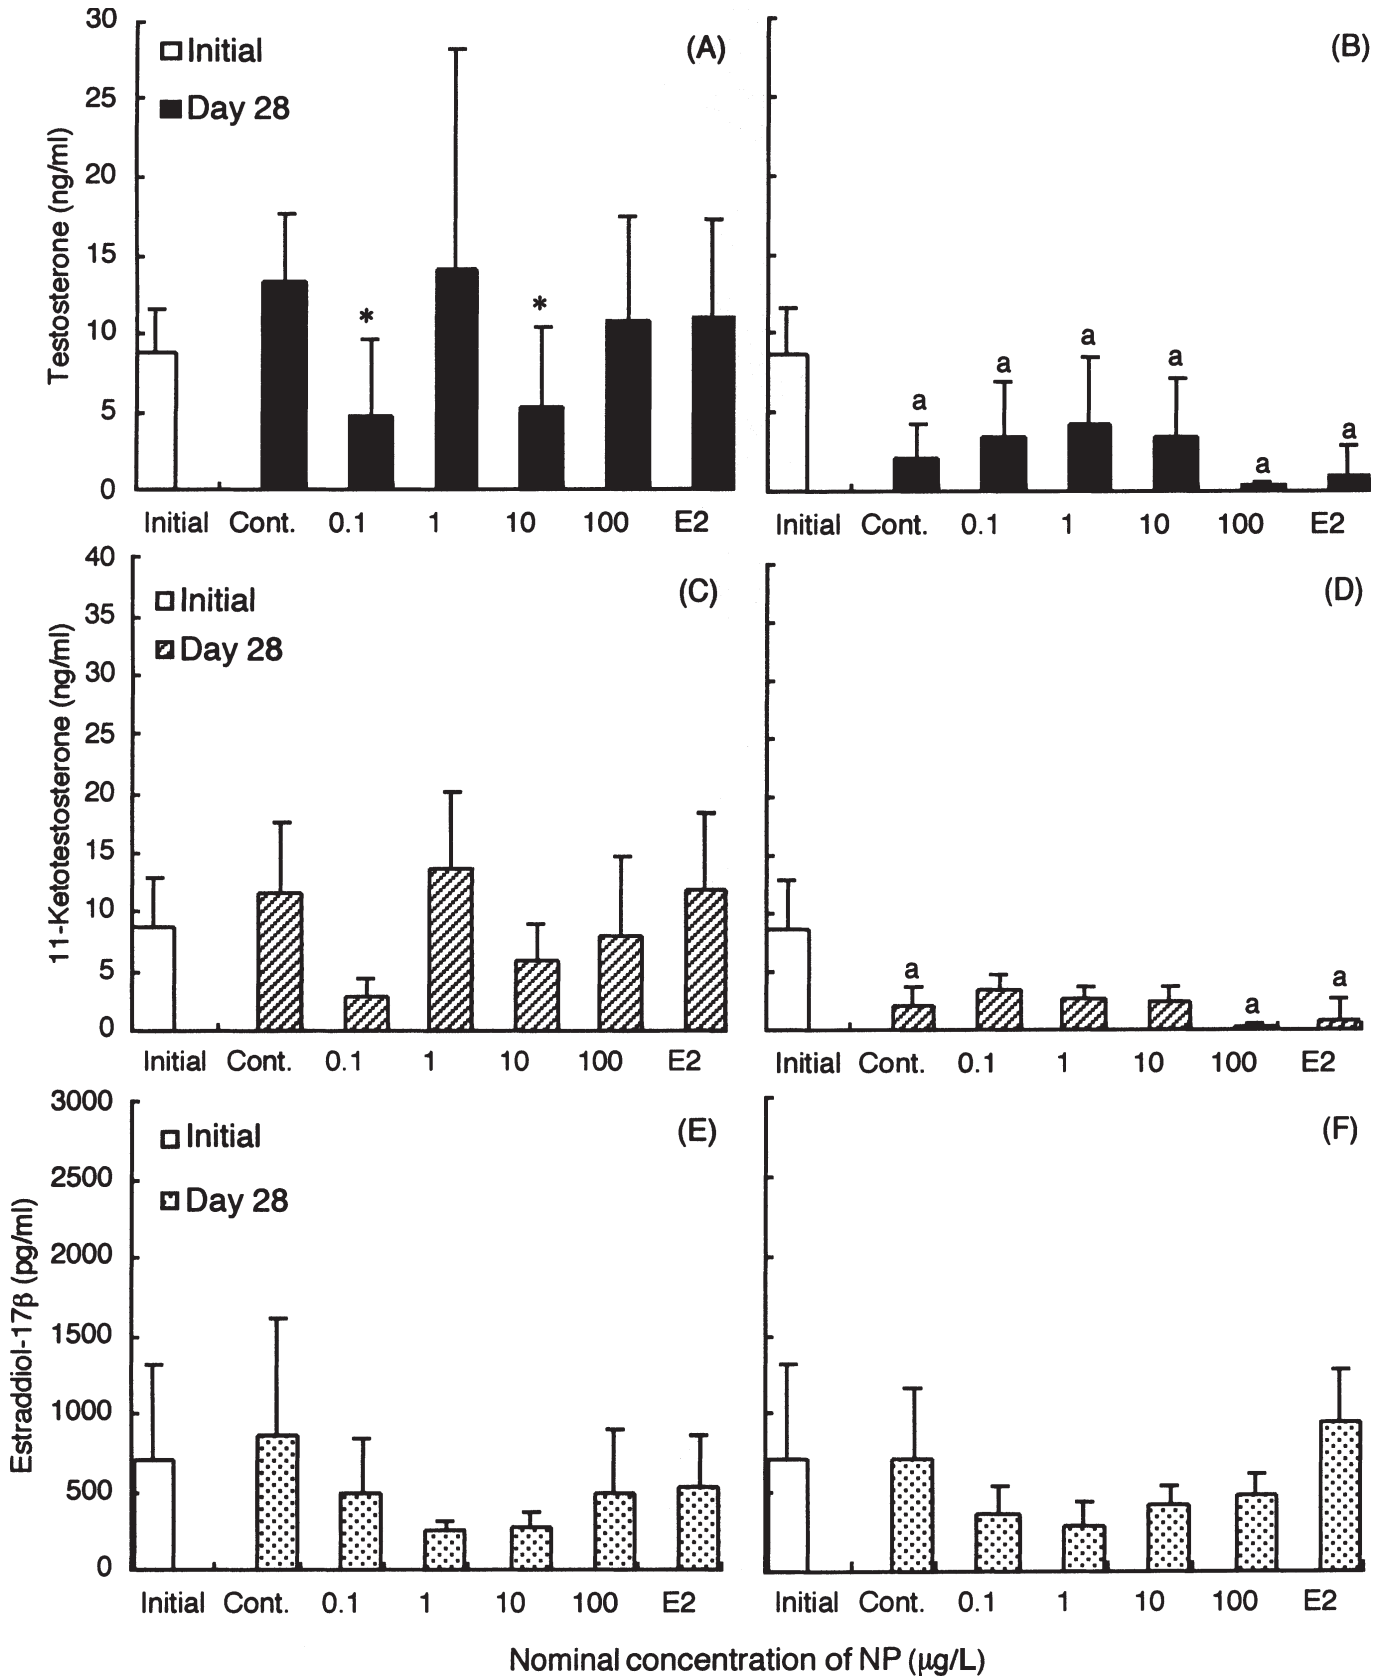 30
25
20
15
10
5
0
Testosterone (ng/ml)
Initial
Day 28
(A)
*
*
Initial Cont. 0.1 1 10 100 E2
(B)
a
a
a
a
a
a
Initial Cont. 0.1 1 10 100 E2
40
35
30
25
20
15
10
5
0
11-Ketotestosterone (ng/ml)
Initial
Day 28
(C)
Initial Cont. 0.1 1 10 100 E2
(D)
a
a
a
Initial Cont. 0.1 1 10 100 E2
3000
2500
2000
1500
1000
500
0
Estraddiol-17β (pg/ml)
Initial
Day 28
(E)
Initial Cont. 0.1 1 10 100 E2
(F)
Initial Cont. 0.1 1 10 100 E2
Nominal concentration of NP (μg/L)